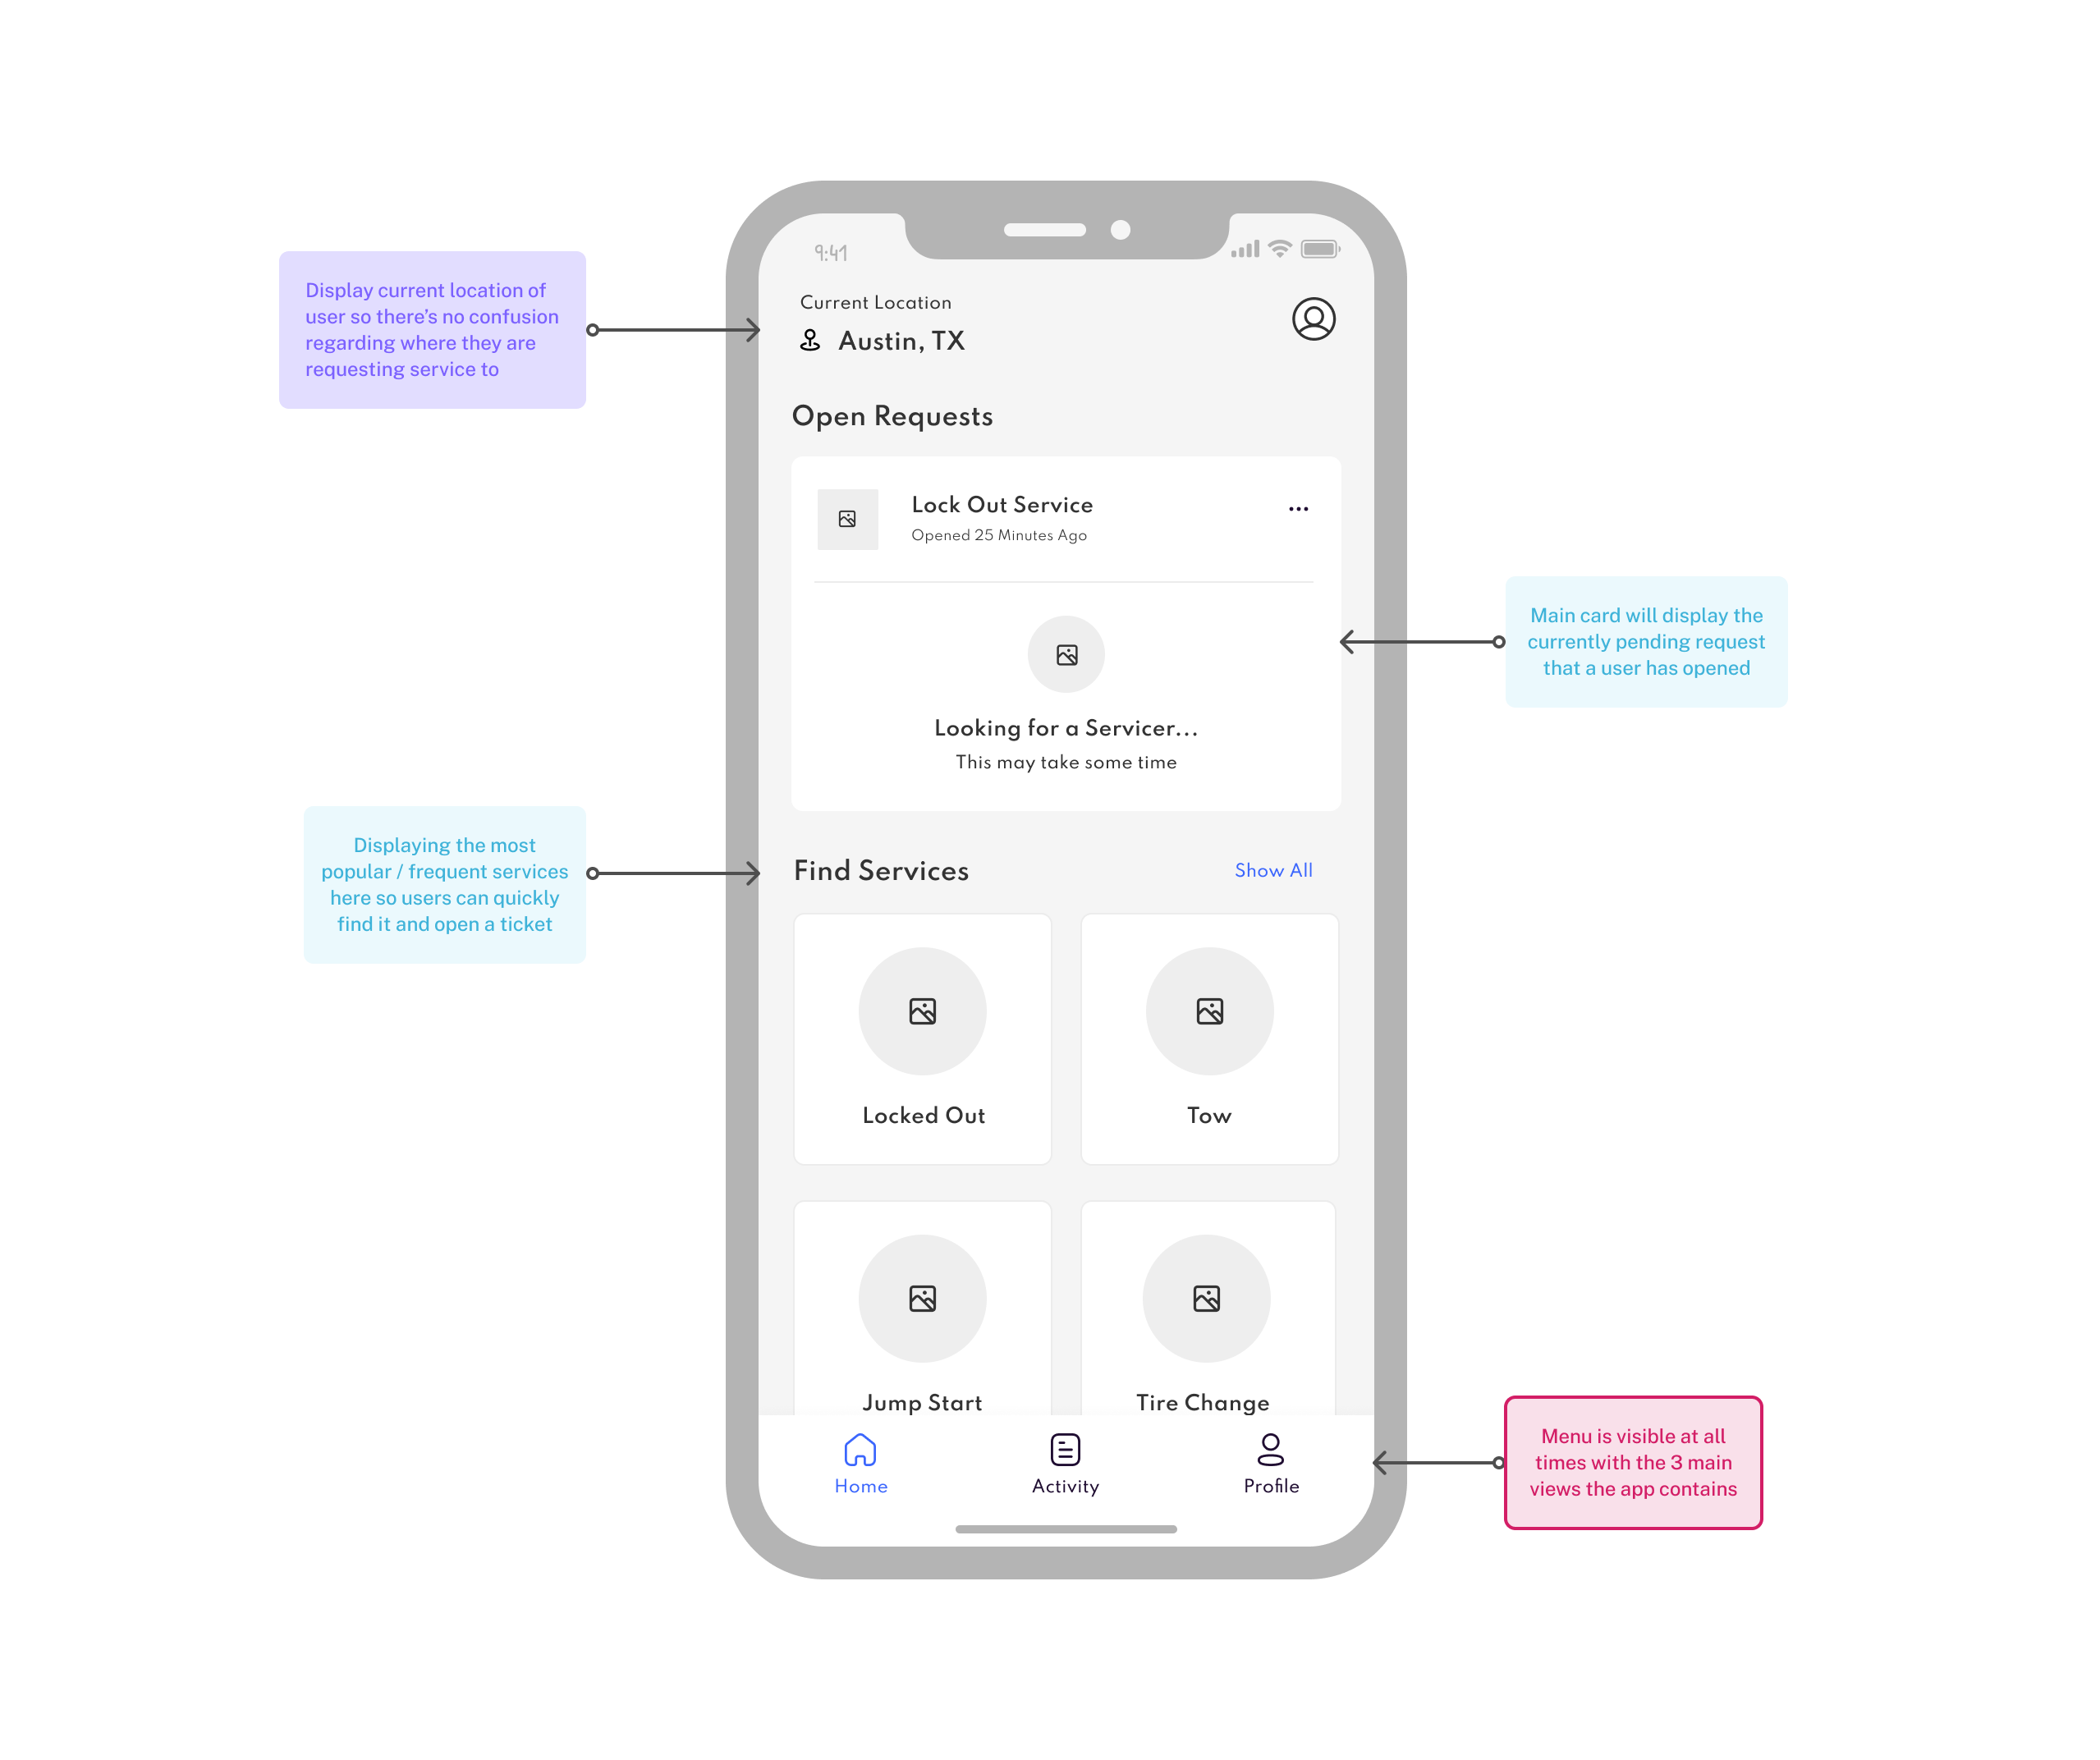 9:41
Current Location
Austin, TX
Display current location of
user so there's no confusion
regarding where they are
requesting service to
Open Requests
Lock Out Service
Opened 25 Minutes Ago
Looking for a Servicer...
This may take some time
Main card will display the
currently pending request
that a user has opened
Displaying the most
popular / frequent services
here so users can quickly
find it and open a ticket
Find Services
Show All
Locked Out
Tow
Jump Start
Tire Change
Home
Activity
Profile
Menu is visible at all
times with the 3 main
views the app contains